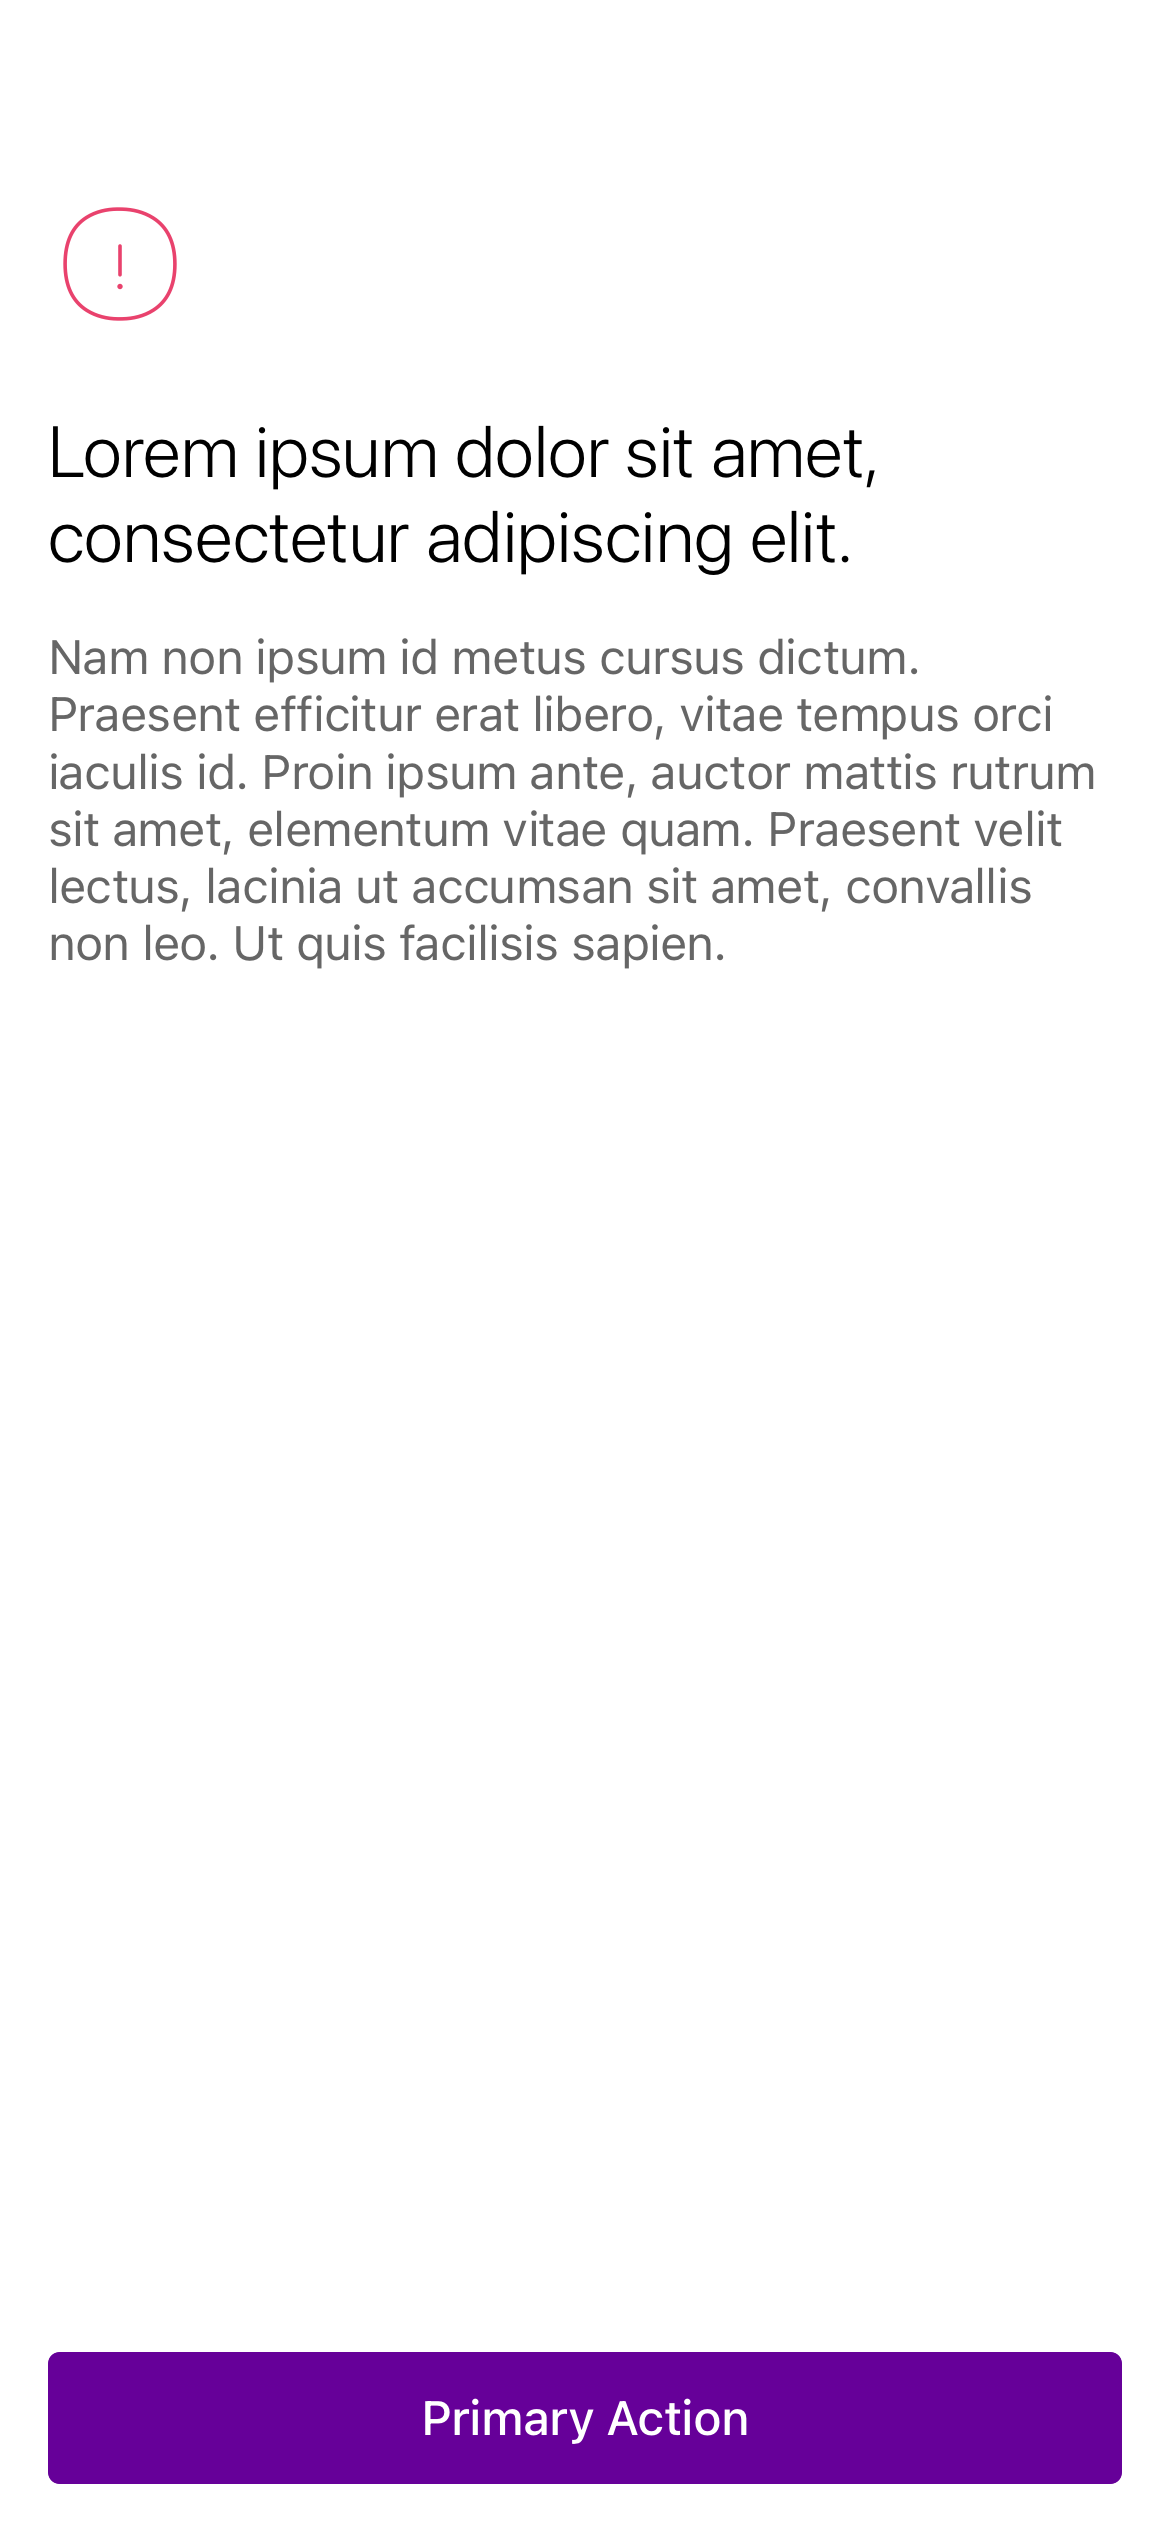 Lorem ipsum dolor sit amet,
consectetur adipiscing elit.
Nam non ipsum id metus cursus dictum.
Praesent efficitur erat libero, vitae tempus orci
iaculis id. Proin ipsum ante, auctor mattis rutrum
sit amet, elementum vitae quam. Praesent velit
lectus, lacinia ut accumsan sit amet, convallis
non leo. Ut quis facilisis sapien.
Primary Action